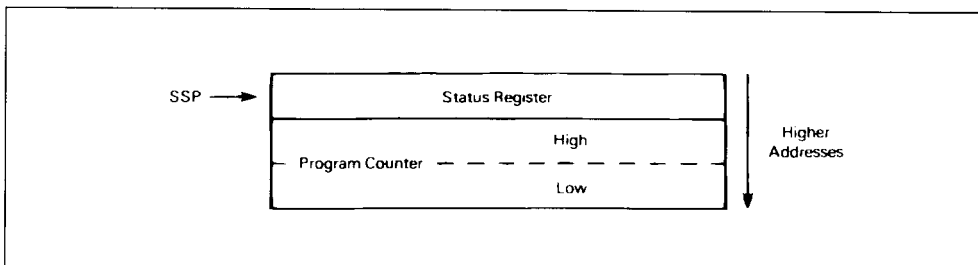 SSP
Status Register
High
Program Counter
Low
Higher
Addresses